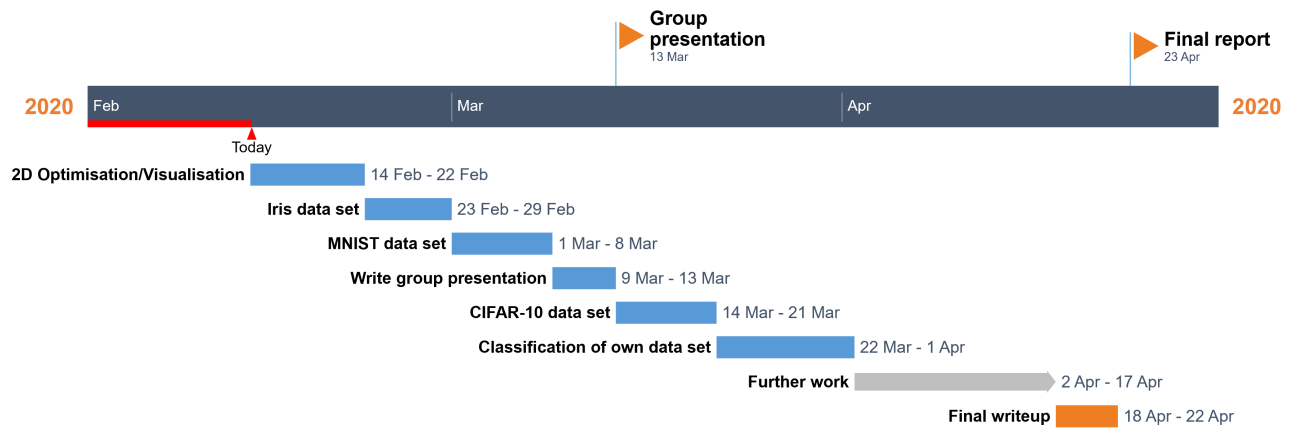 Group
presentation
13 Mar
Final report
23 Apr
2020
Feb
Mar
Apr
2020
Today
2D Optimisation/Visualisation 14 Feb - 22 Feb
Iris data set 23 Feb - 29 Feb
MNIST data set 1 Mar - 8 Mar
Write group presentation 9 Mar - 13 Mar
CIFAR-10 data set 14 Mar - 21 Mar
Classification of own data set 22 Mar - 1 Apr
Further work 2 Apr - 17 Apr
Final writeup 18 Apr - 22 Apr